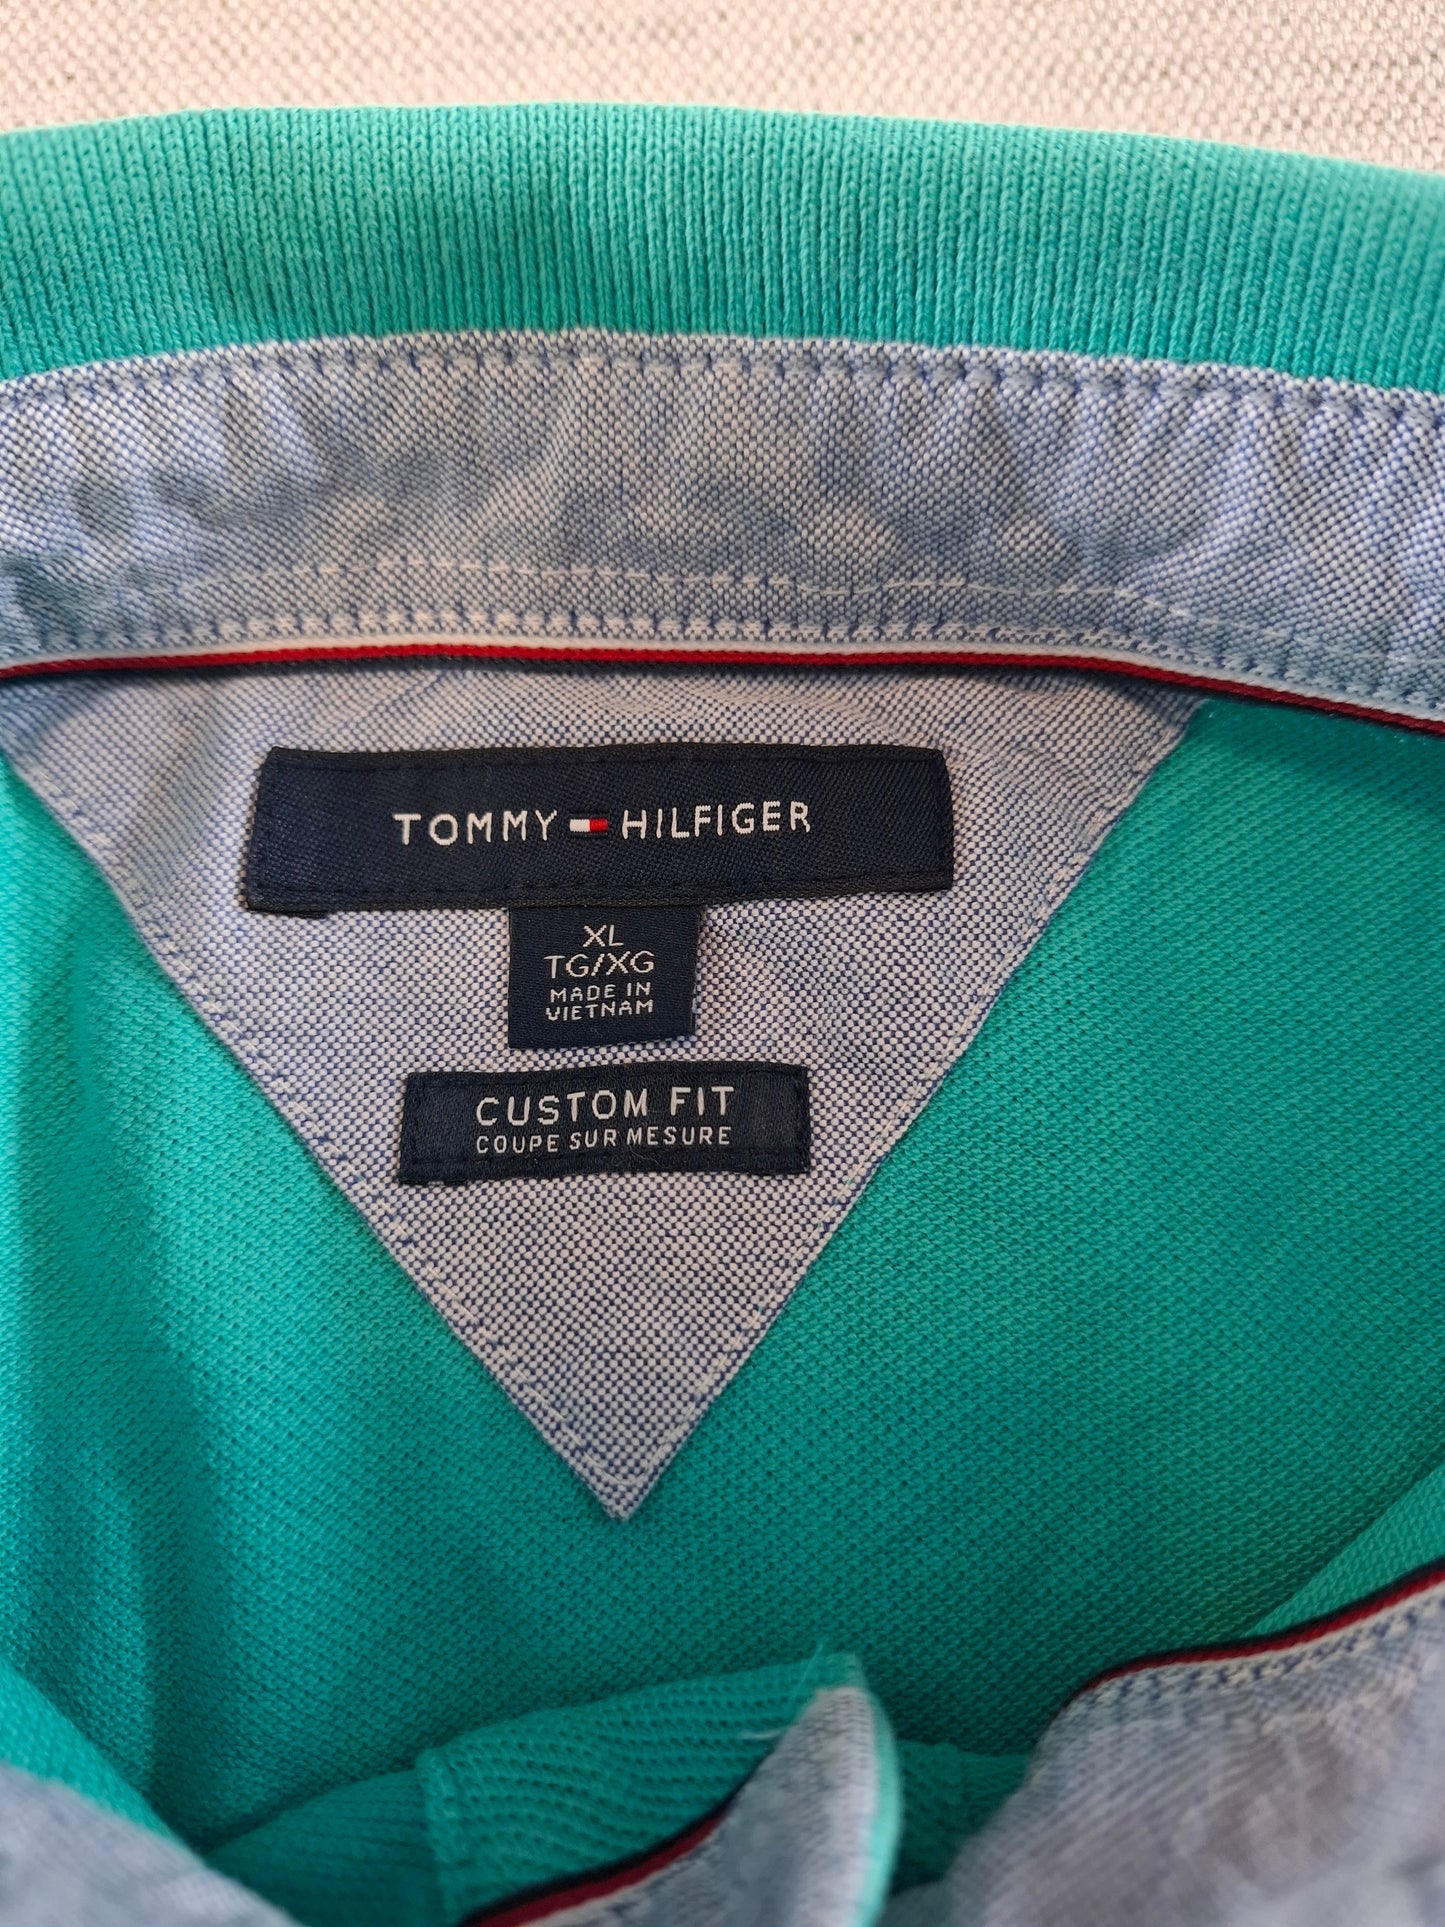 TOMMY HILFIGER
XL
TG/XG
MADE IN
VIETNAM
CUSTOM FIT
COUPE SUR MESURE